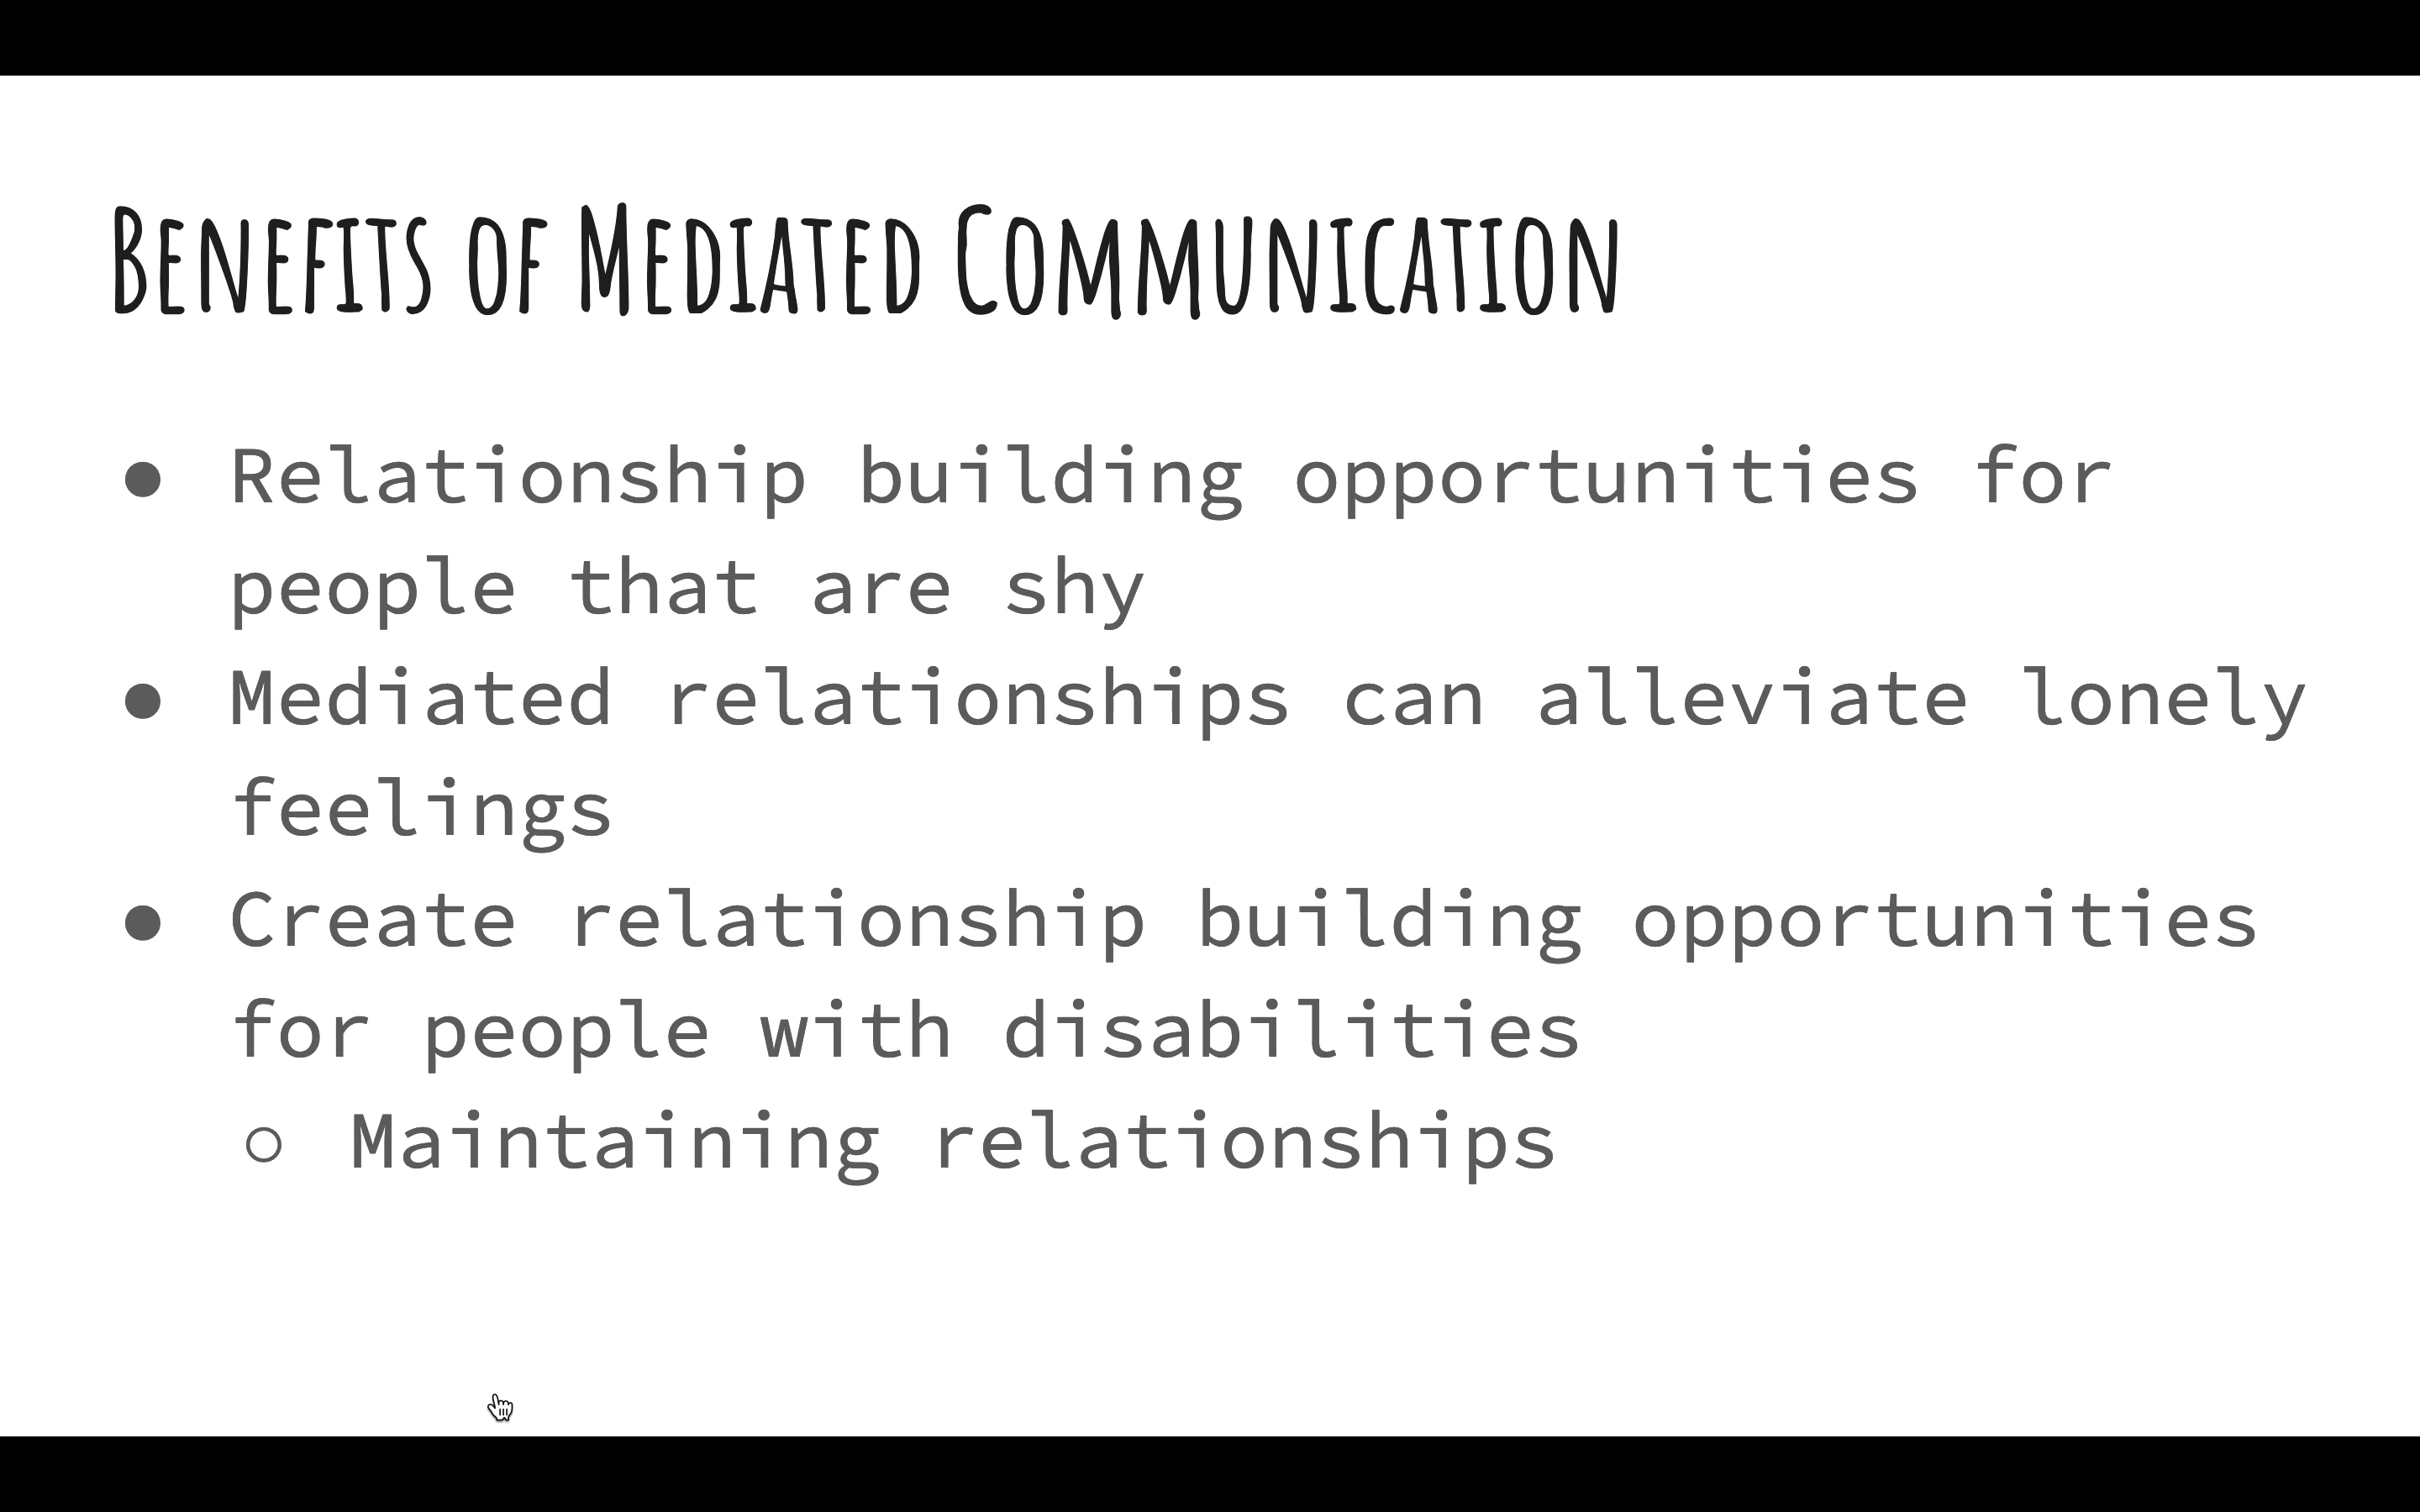 Benefits of Mediated Communication
● Relationship building opportunities for
people that are shy
● Mediated relationships can alleviate lonely
feelings
● Create relationship building opportunities
for people with disabilities
○ Maintaining relationships